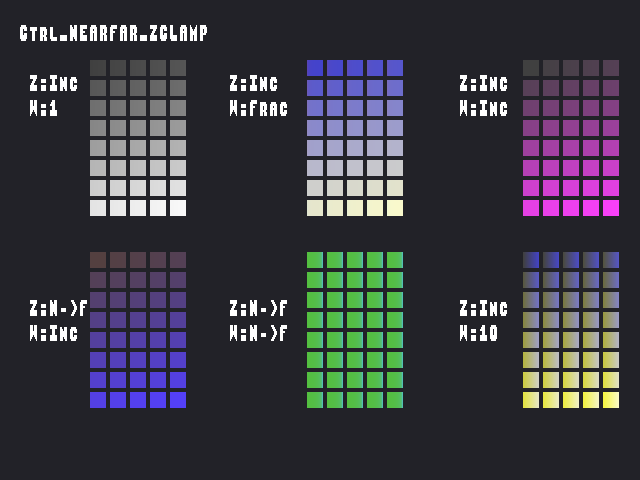 Ctrl_NEARFAR_ZCLAMP
Z:Inc
W:1
Z:Inc
W:frac
Z:Inc
W:Inc
Z:N->f
W:Inc
Z:N->f
W:N->f
Z:Inc
W:10